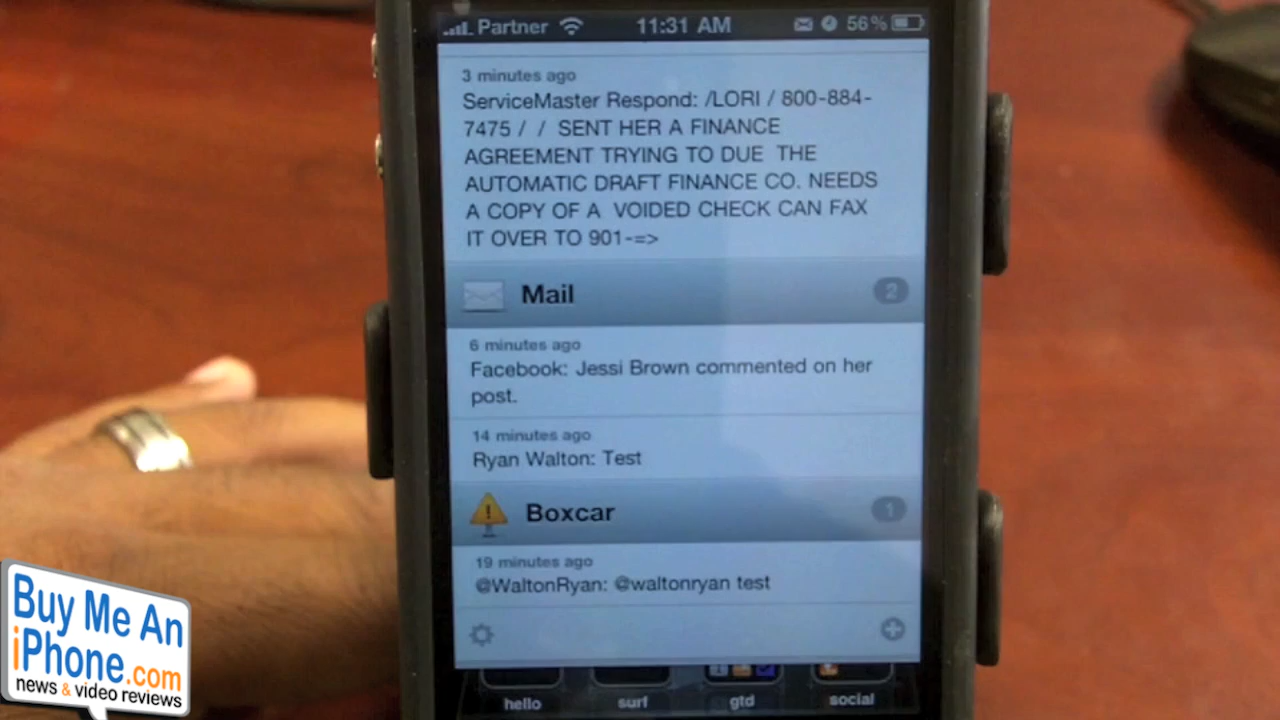 Partner 11:31 AM 56%
3 minutes ago
ServiceMaster Respond: /LORI / 800-884-
7475 / / SENT HER A FINANCE
AGREEMENT TRYING TO DUE THE
AUTOMATIC DRAFT FINANCE CO. NEEDS
A COPY OF A VOIDED CHECK CAN FAX
IT OVER TO 901-=>
Mail 2
6 minutes ago
Facebook: Jessi Brown commented on her
post.
14 minutes ago
Ryan Walton: Test
Boxcar 1
19 minutes ago
@WaltonRyan: @waltonryan test
hello surf gtd social
Buy Me An
iPhone.com
news & video reviews